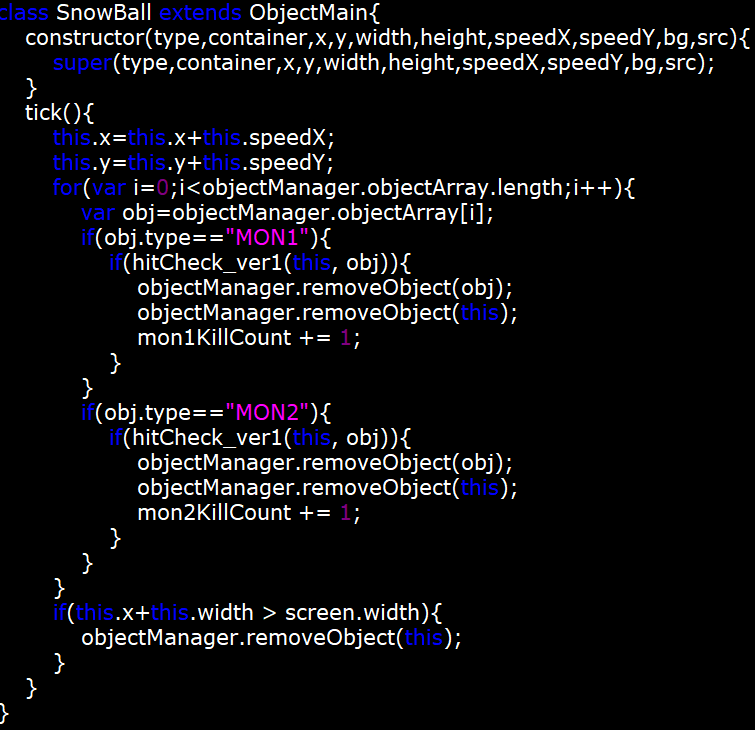 class SnowBall extends ObjectMain{
    constructor(type,container,x,y,width,height,speedX,speedY,bg,src){
        super(type,container,x,y,width,height,speedX,speedY,bg,src);
    }
    tick(){
        this.x=this.x+this.speedX;
        this.y=this.y+this.speedY;
        for(var i=0;i<objectManager.objectArray.length;i++){
            var obj=objectManager.objectArray[i];
            if(obj.type=="MON1"){
                if(hitCheck_ver1(this, obj)){
                    objectManager.removeObject(obj);
                    objectManager.removeObject(this);
                    mon1KillCount += 1;
                }
            }
            if(obj.type=="MON2"){
                if(hitCheck_ver1(this, obj)){
                    objectManager.removeObject(obj);
                    objectManager.removeObject(this);
                    mon2KillCount += 1;
                }
            }
        }
        if(this.x+this.width > screen.width){
            objectManager.removeObject(this);
        }
    }
}